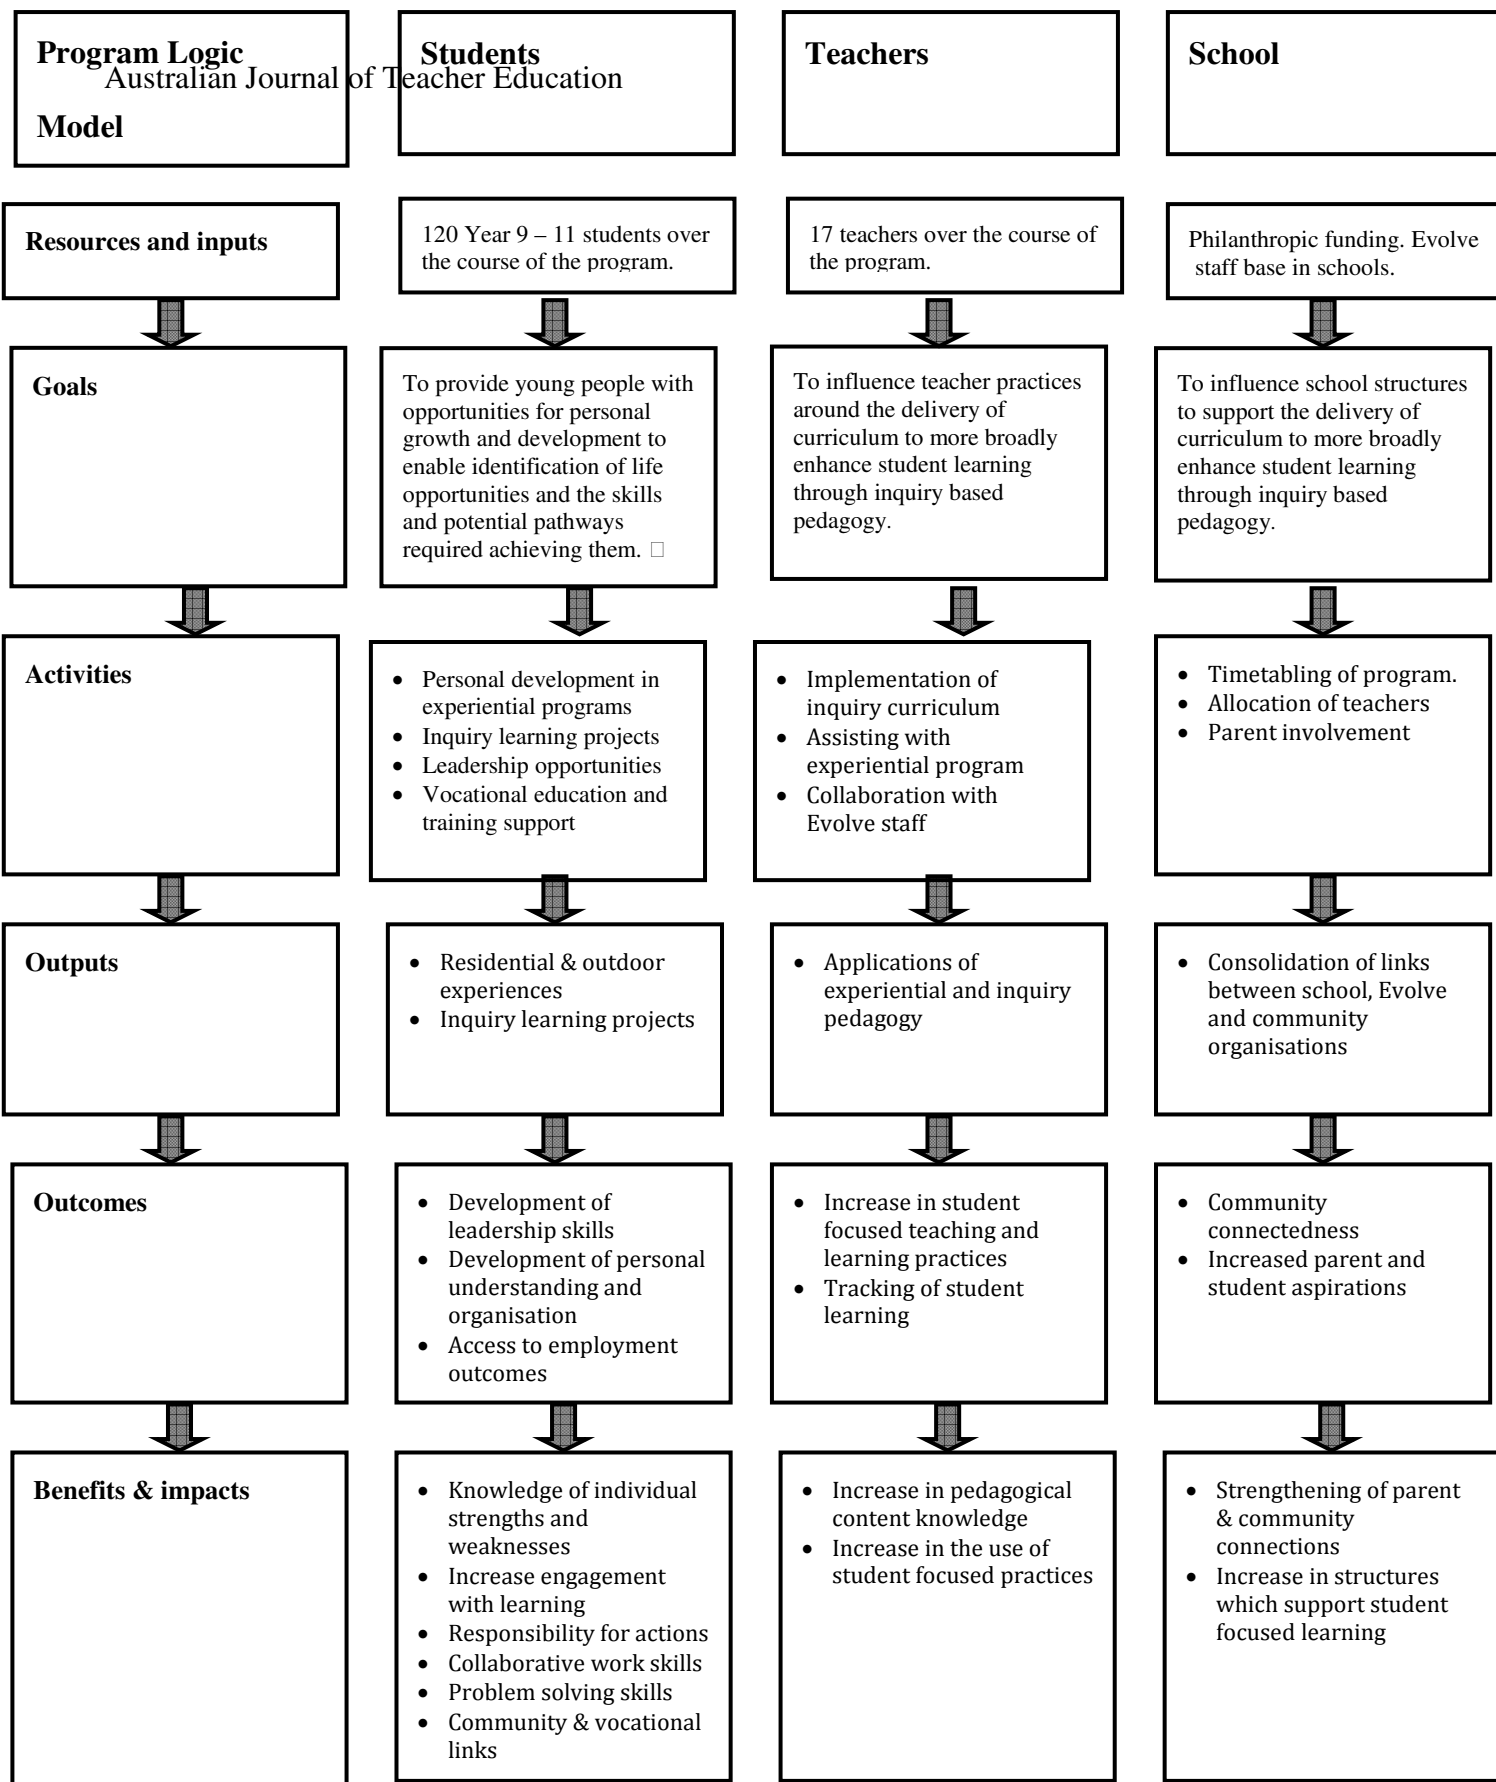 Program Logic
Model
Australian Journal of Teacher Education
Students
Teachers
School
Resources and inputs
120 Year 9 – 11 students over
the course of the program.
17 teachers over the course of
the program.
Philanthropic funding. Evolve
staff base in schools.
Goals
To provide young people with
opportunities for personal
growth and development to
enable identification of life
opportunities and the skills
and potential pathways
required achieving them. □
To influence teacher practices
around the delivery of
curriculum to more broadly
enhance student learning
through inquiry based
pedagogy.
To influence school structures
to support the delivery of
curriculum to more broadly
enhance student learning
through inquiry based
pedagogy.
Activities
• Personal development in
experiential programs
• Inquiry learning projects
• Leadership opportunities
• Vocational education and
training support
• Implementation of
inquiry curriculum
• Assisting with
experiential program
• Collaboration with
Evolve staff
• Timetabling of program.
• Allocation of teachers
• Parent involvement
Outputs
• Residential & outdoor
experiences
• Inquiry learning projects
• Applications of
experiential and inquiry
pedagogy
• Consolidation of links
between school, Evolve
and community
organisations
Outcomes
• Development of
leadership skills
• Development of personal
understanding and
organisation
• Access to employment
outcomes
• Increase in student
focused teaching and
learning practices
• Tracking of student
learning
• Community
connectedness
• Increased parent and
student aspirations
Benefits & impacts
• Knowledge of individual
strengths and
weaknesses
• Increase engagement
with learning
• Responsibility for actions
• Collaborative work skills
• Problem solving skills
• Community & vocational
links
• Increase in pedagogical
content knowledge
• Increase in the use of
student focused practices
• Strengthening of parent
& community
connections
• Increase in structures
which support student
focused learning